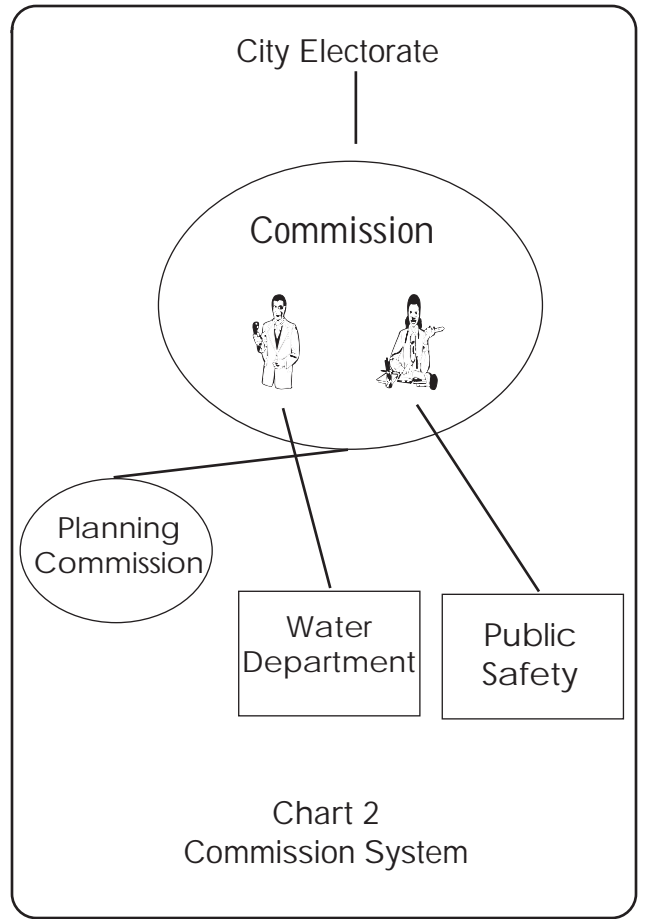 City Electorate
Commission
Planning
Commission
Water
Department
Public
Safety
Chart 2
Commission System